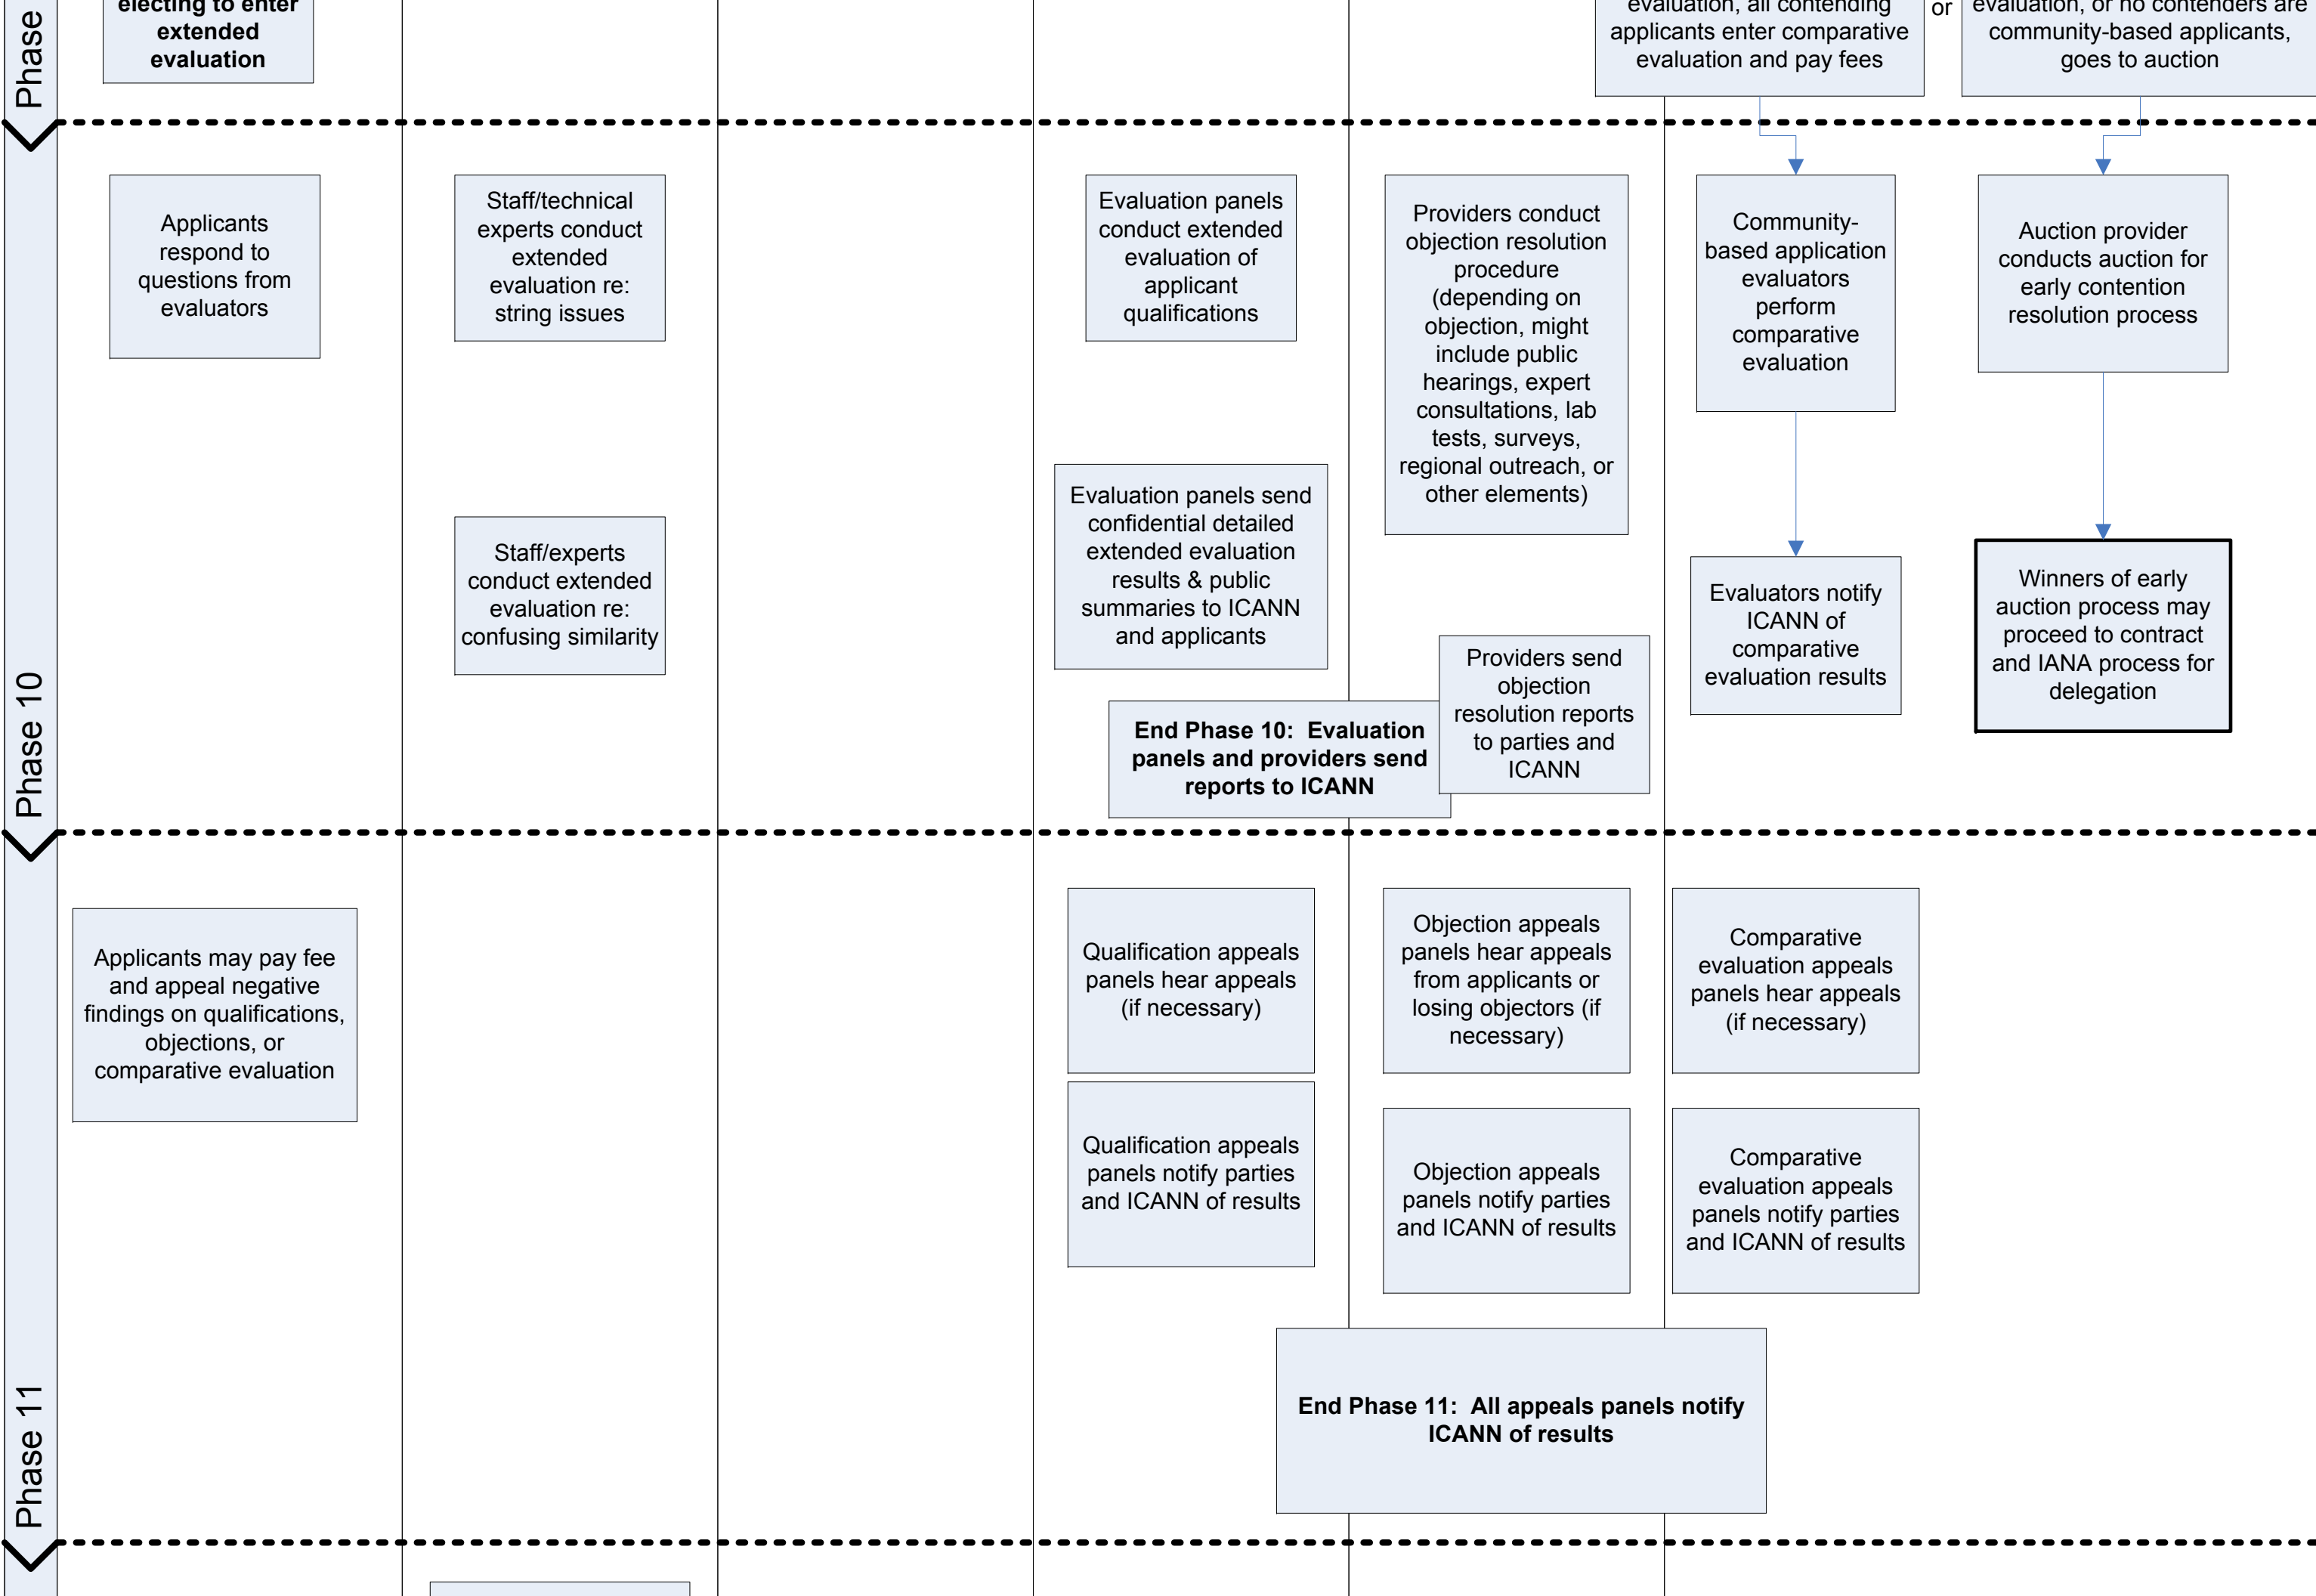 Phase
electing to enter
extended
evaluation
evaluation, all contending
applicants enter comparative
evaluation and pay fees
or
evaluation, or no contenders are
community-based applicants,
goes to auction
Phase 10
Applicants
respond to
questions from
evaluators
Staff/technical
experts conduct
extended
evaluation re:
string issues
Staff/experts
conduct extended
evaluation re:
confusing similarity
Evaluation panels
conduct extended
evaluation of
applicant
qualifications
Evaluation panels send
confidential detailed
extended evaluation
results & public
summaries to ICANN
and applicants
End Phase 10:  Evaluation
panels and providers send
reports to ICANN
Providers conduct
objection resolution
procedure
(depending on
objection, might
include public
hearings, expert
consultations, lab
tests, surveys,
regional outreach, or
other elements)
Providers send
objection
resolution reports
to parties and
ICANN
Community-
based application
evaluators
perform
comparative
evaluation
Evaluators notify
ICANN of
comparative
evaluation results
Auction provider
conducts auction for
early contention
resolution process
Winners of early
auction process may
proceed to contract
and IANA process for
delegation
Phase 11
Applicants may pay fee
and appeal negative
findings on qualifications,
objections, or
comparative evaluation
Qualification appeals
panels hear appeals
(if necessary)
Qualification appeals
panels notify parties
and ICANN of results
Objection appeals
panels hear appeals
from applicants or
losing objectors (if
necessary)
Objection appeals
panels notify parties
and ICANN of results
Comparative
evaluation appeals
panels hear appeals
(if necessary)
Comparative
evaluation appeals
panels notify parties
and ICANN of results
End Phase 11:  All appeals panels notify
ICANN of results